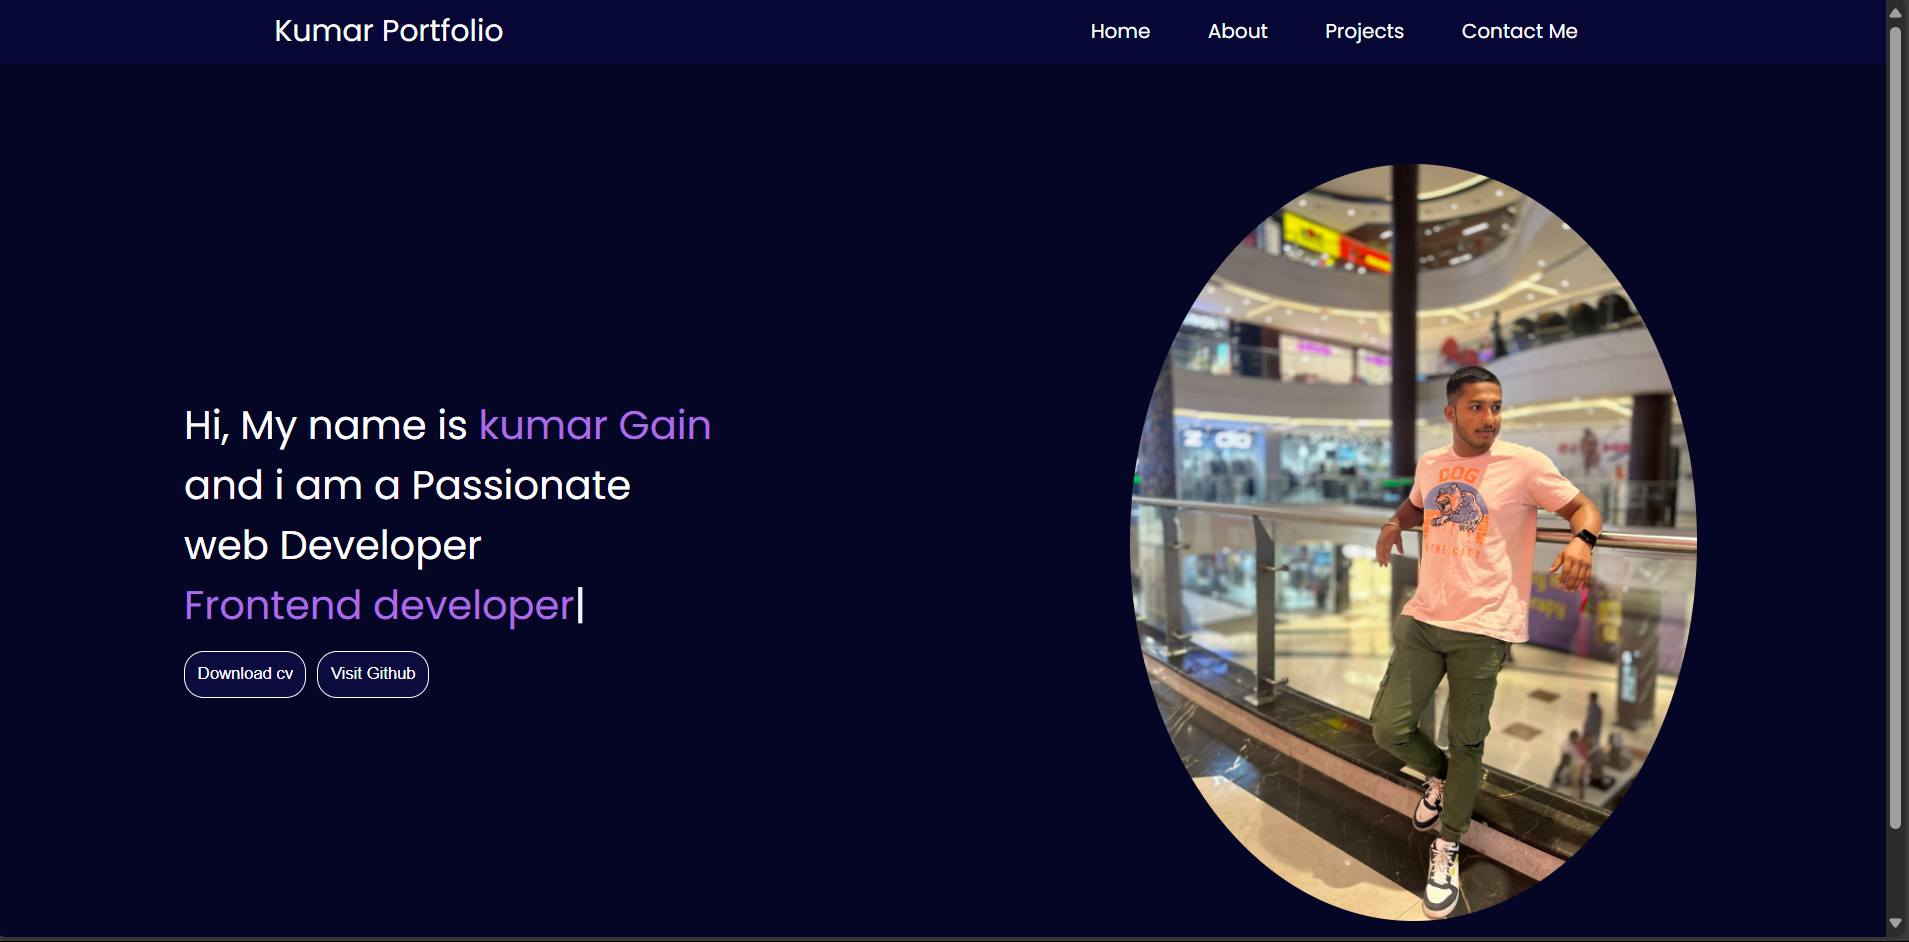 Kumar Portfolio
Home
About
Projects
Contact Me
Hi, My name is kumar Gain
and i am a Passionate
web Developer
Frontend developer
Download cv
Visit Github
DOG
THE CITY